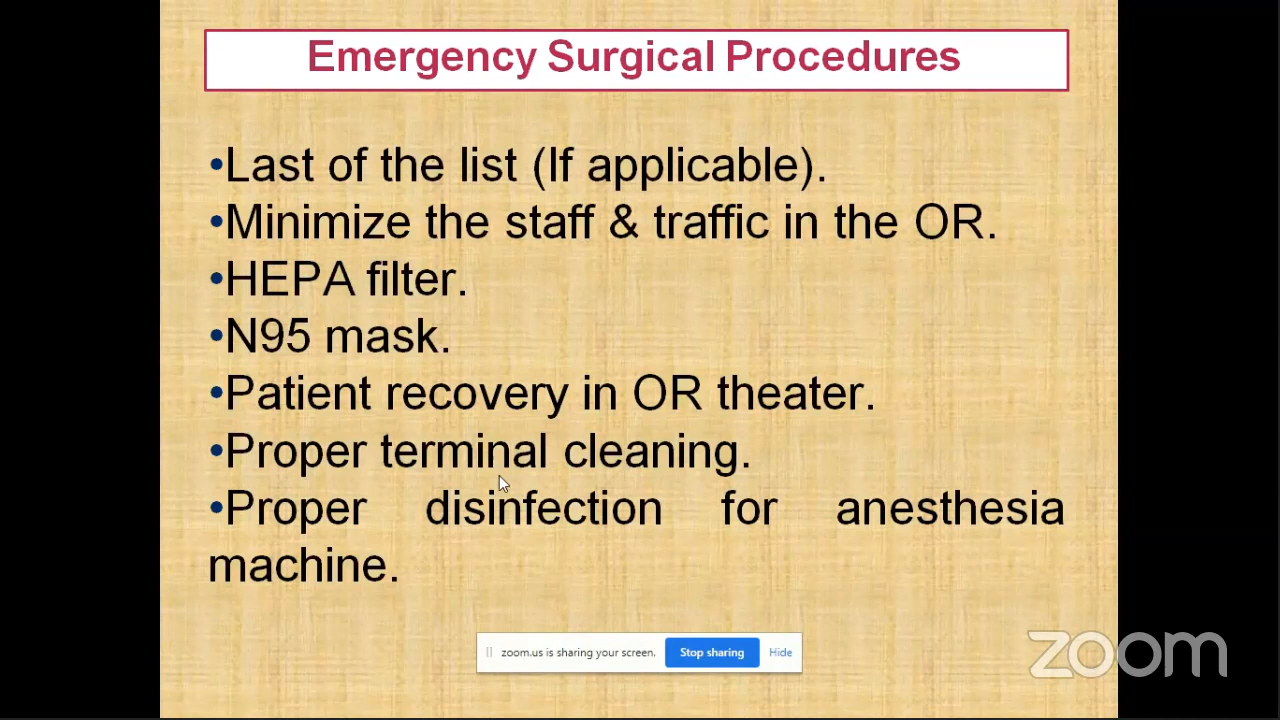 Emergency Surgical Procedures
•Last of the list (If applicable).
•Minimize the staff & traffic in the OR.
•HEPA filter.
•N95 mask.
•Patient recovery in OR theater.
•Proper terminal cleaning.
•Proper disinfection for anesthesia
machine.
zoom.us is sharing your screen. Stop sharing Hide
zoom